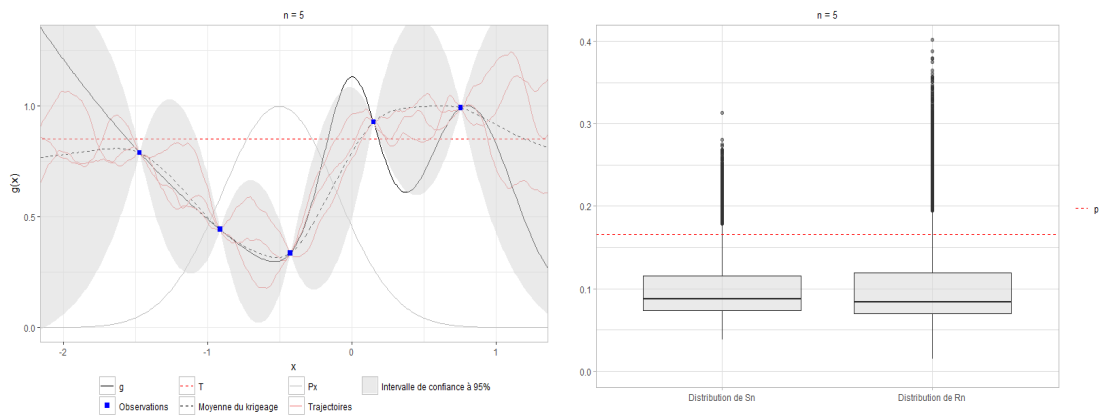 n = 5
g(x)
1.0
0.5
0.0
-2
-1
0
1
x
g
T
Px
Intervalle de confiance à 95%
Observations
Moyenne du krigeage
Trajectoires
n = 5
0.4
0.3
0.2
0.1
0.0
Distribution de Sn
Distribution de Rn
p